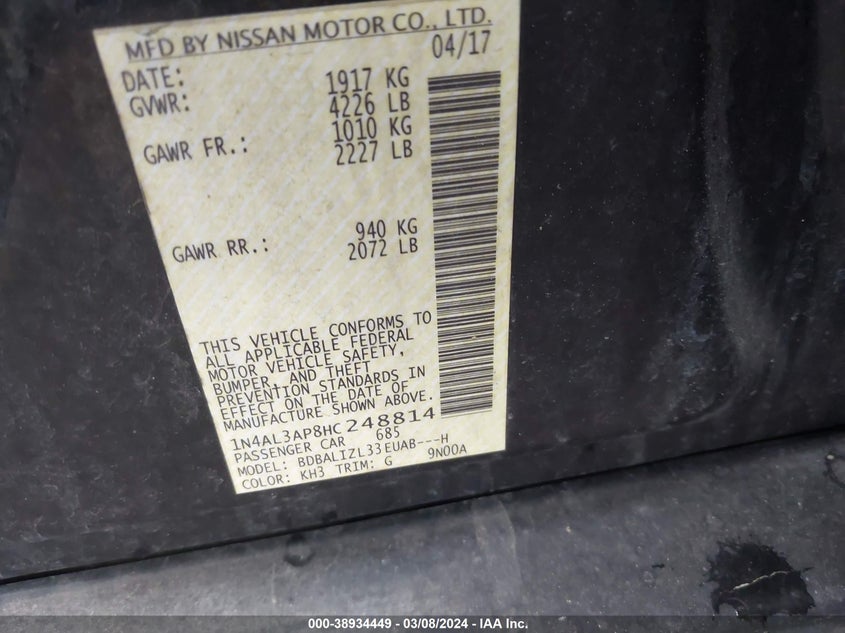 MFD BY NISSAN MOTOR CO., LTD.
DATE: 04/17
GVWR: 1917 KG
4226 LB
GAWR FR.: 1010 KG
2227 LB
GAWR RR.: 940 KG
2072 LB
THIS VEHICLE CONFORMS TO
ALL APPLICABLE FEDERAL
MOTOR VEHICLE SAFETY,
BUMPER, AND THEFT
PREVENTION STANDARDS IN
EFFECT ON THE DATE OF
MANUFACTURE SHOWN ABOVE.
1N4AL3AP8HC248814
PASSENGER CAR 685
MODEL: BDBALIZL33EUAB---H
COLOR: KH3 TRIM: G 9N00A
000-38934449 - 03/08/2024 - IAA Inc.